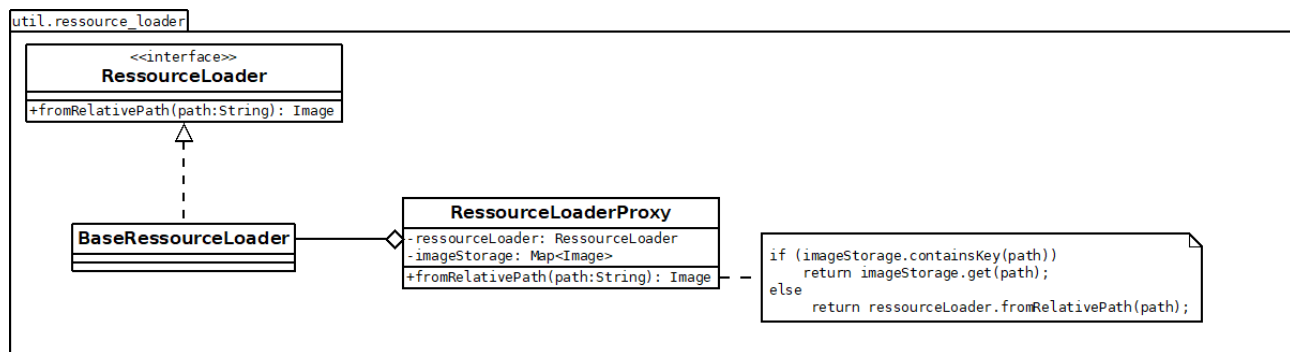 util.ressource_loader
<<interface>>
RessourceLoader
+fromRelativePath(path:String): Image
BaseRessourceLoader
RessourceLoaderProxy
-ressourceLoader: RessourceLoader
-imageStorage: Map<Image>
+fromRelativePath(path:String): Image
if (imageStorage.containsKey(path))
return imageStorage.get(path);
else
return ressourceLoader.fromRelativePath(path);